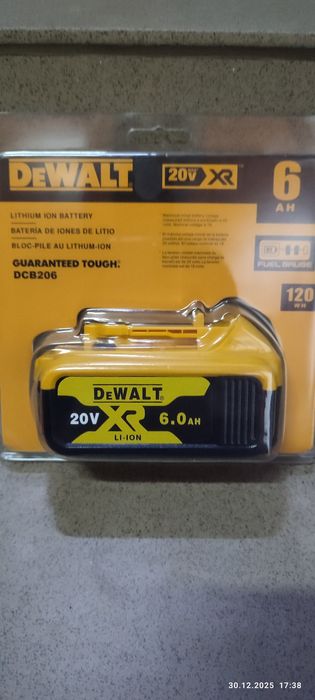 DEWALT
20V MAX XR
6
AH
LITHIUM ION BATTERY
BATERÍA DE IONES DE LITIO
BLOC-PILE AU LITHIUM-ION
GUARANTEED TOUGH.
DCB206
FUEL GAUGE
120
WH
DEWALT
20V XR 6.0AH
LI-ION
30.12.2025 17:38